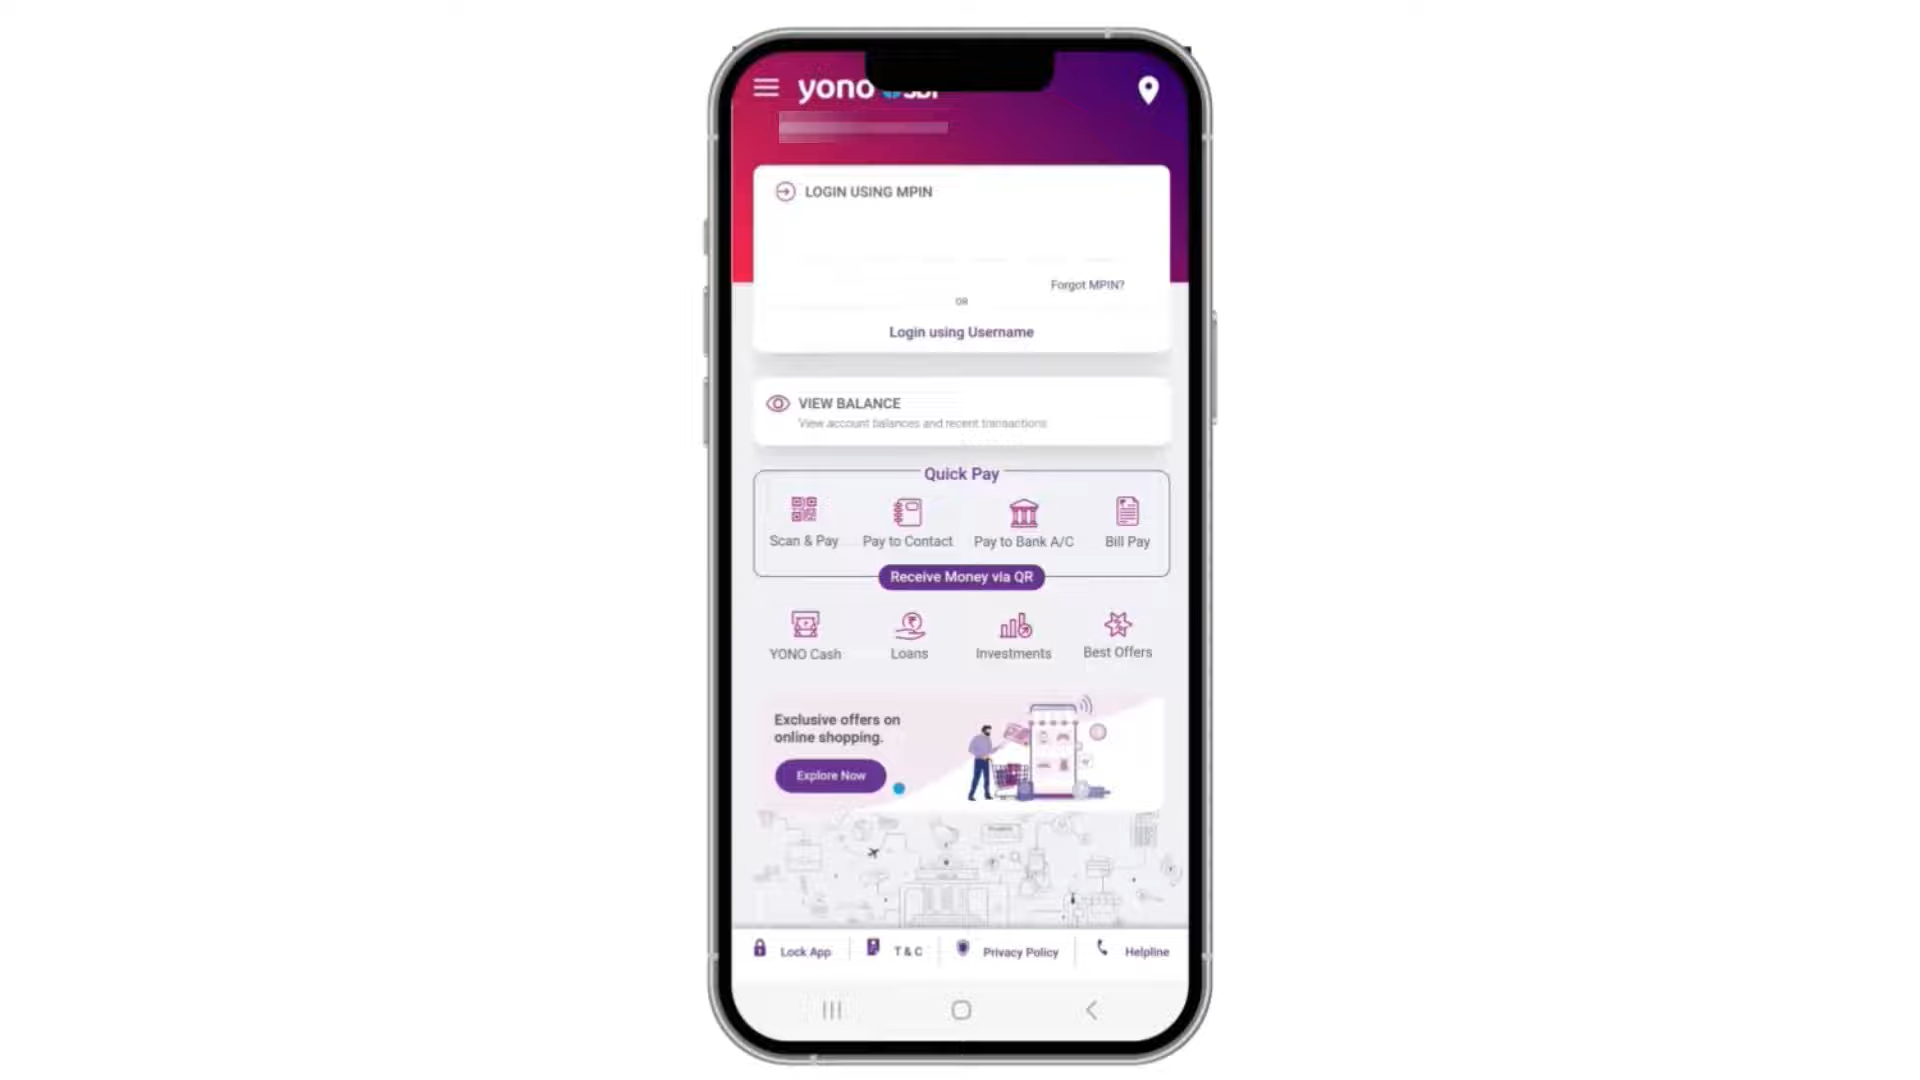 yono SBI
LOGIN USING MPIN
Forgot MPIN?
OR
Login using Username
VIEW BALANCE
View account balances and recent transactions
Quick Pay
Scan & Pay Pay to Contact Pay to Bank A/C Bill Pay
Receive Money via QR
YONO Cash Loans Investments Best Offers
Exclusive offers on
online shopping.
Explore Now
Lock App T & C Privacy Policy Helpline